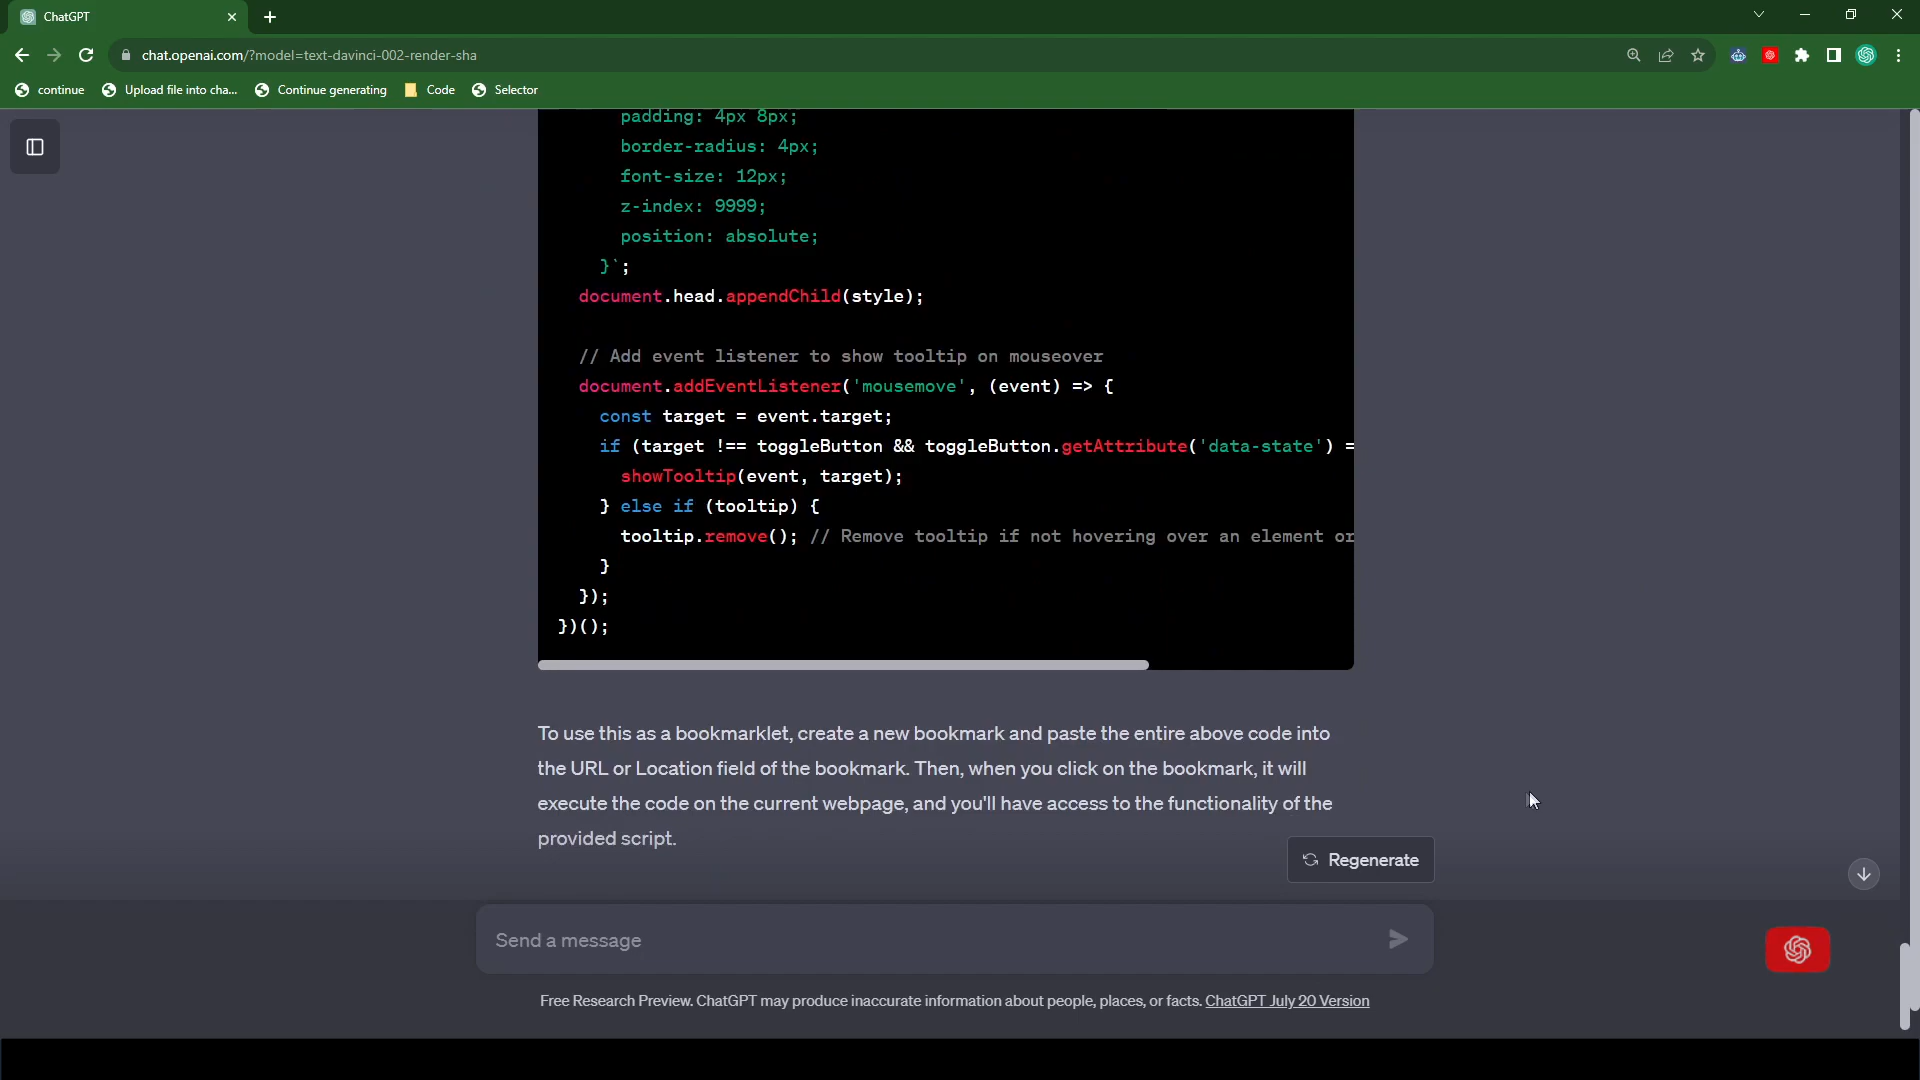 ChatGPT
chat.openai.com/?model=text-davinci-002-render-sha
continue
Upload file into cha...
Continue generating
Code
Selector
padding: 4px 8px;
border-radius: 4px;
font-size: 12px;
z-index: 9999;
position: absolute;
}`;
document.head.appendChild(style);
// Add event listener to show tooltip on mouseover
document.addEventListener('mousemove', (event) => {
const target = event.target;
if (target !== toggleButton && toggleButton.getAttribute('data-state') =
showTooltip(event, target);
} else if (tooltip) {
tooltip.remove(); // Remove tooltip if not hovering over an element or
}
});
})();
To use this as a bookmarklet, create a new bookmark and paste the entire above code into
the URL or Location field of the bookmark. Then, when you click on the bookmark, it will
execute the code on the current webpage, and you'll have access to the functionality of the
provided script.
Regenerate
Send a message
Free Research Preview. ChatGPT may produce inaccurate information about people, places, or facts. ChatGPT July 20 Version